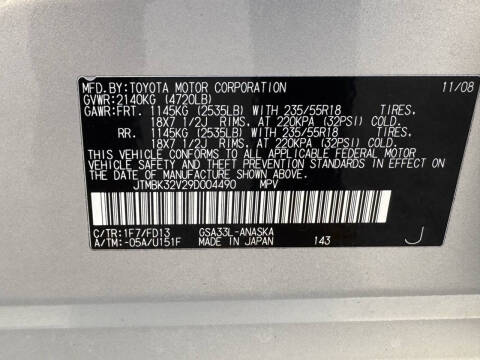 MFD.BY:TOYOTA MOTOR CORPORATION 11/08
GVWR:2140KG (4720LB)
GAWR:FRT. 1145KG (2535LB) WITH 235/55R18 TIRES,
18X7 1/2J RIMS, AT 220KPA (32PSI) COLD.
RR. 1145KG (2535LB) WITH 235/55R18 TIRES,
18X7 1/2J RIMS, AT 220KPA (32PSI) COLD.
THIS VEHICLE CONFORMS TO ALL APPLICABLE FEDERAL MOTOR
VEHICLE SAFETY AND THEFT PREVENTION STANDARDS IN EFFECT ON
THE DATE OF MANUFACTURE SHOWN ABOVE.
JTMBK32V29D004490 MPV
C/TR:1F7/FD13 GSA33L-ANASKA
A/TM:-05A/U151F MADE IN JAPAN 143 J